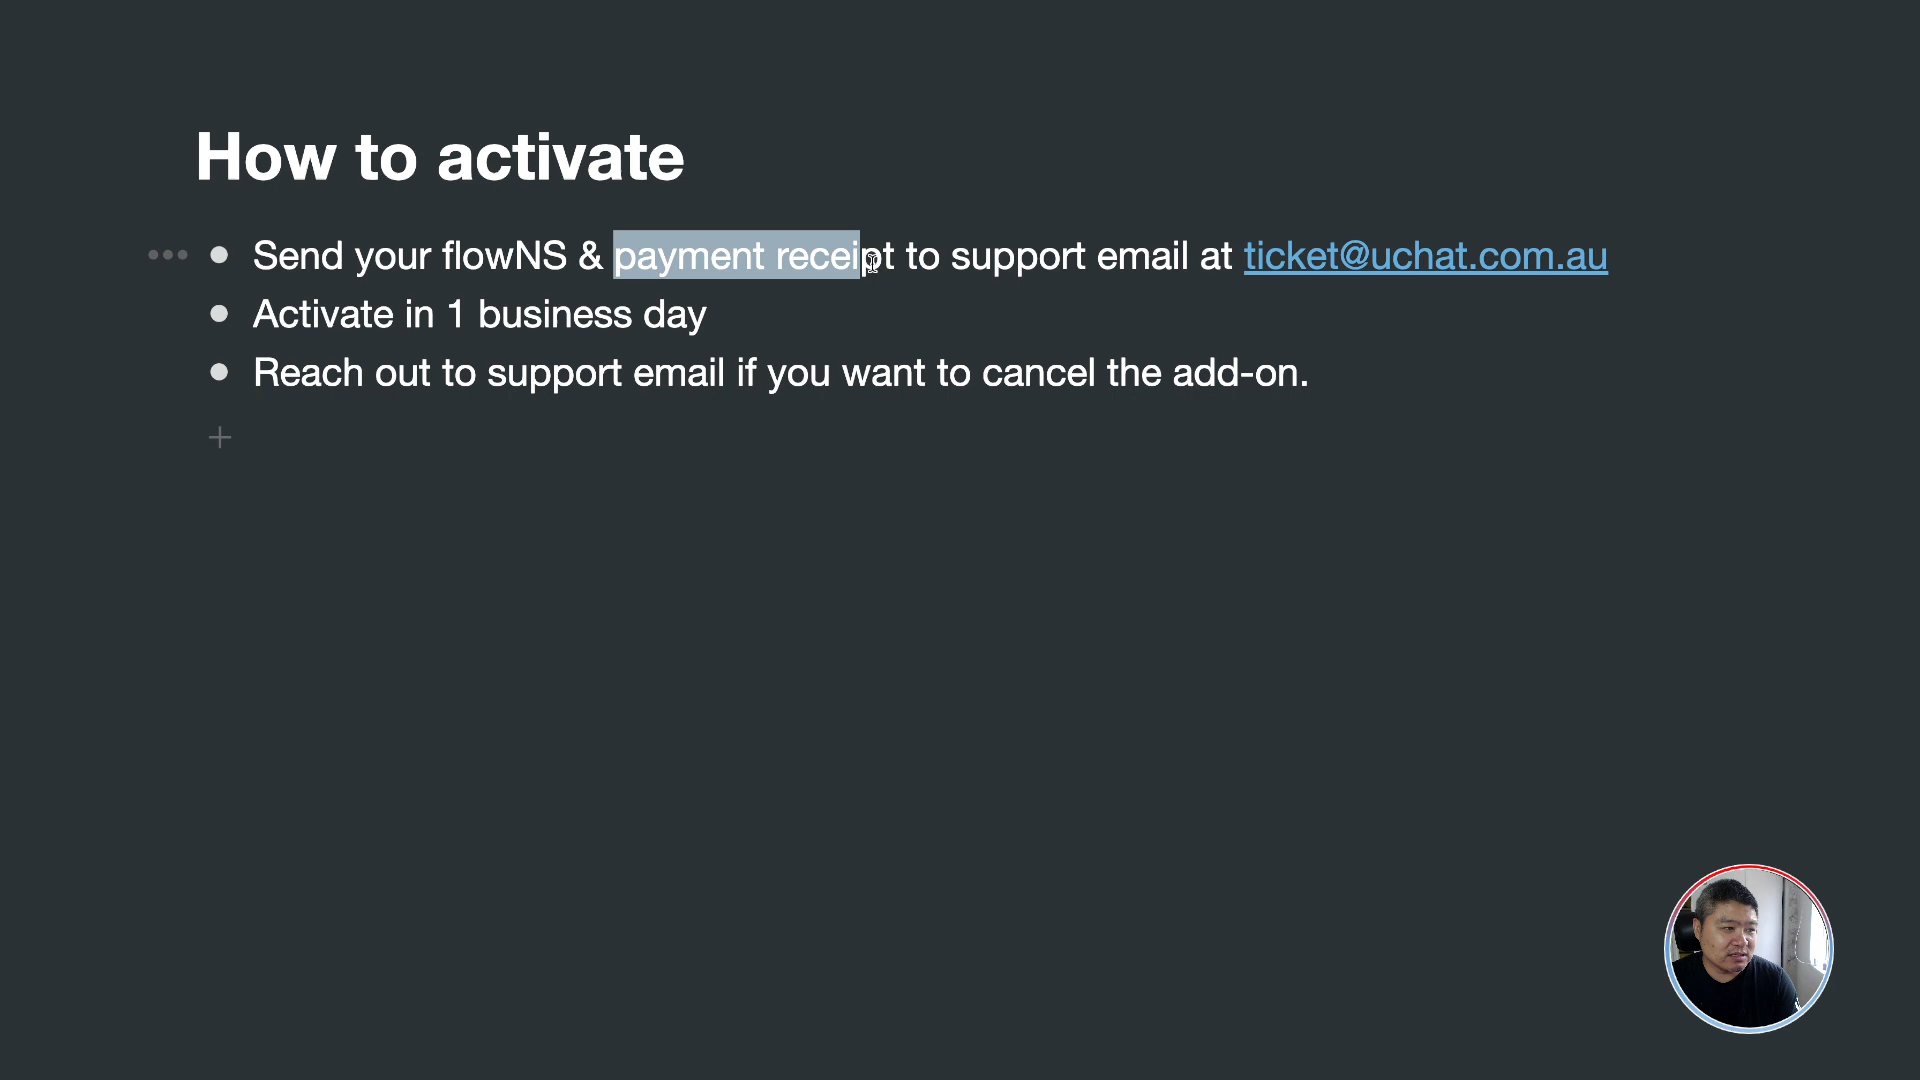 How to activate
Send your flowNS & payment receipt to support email at ticket@uchat.com.au
Activate in 1 business day
Reach out to support email if you want to cancel the add-on.